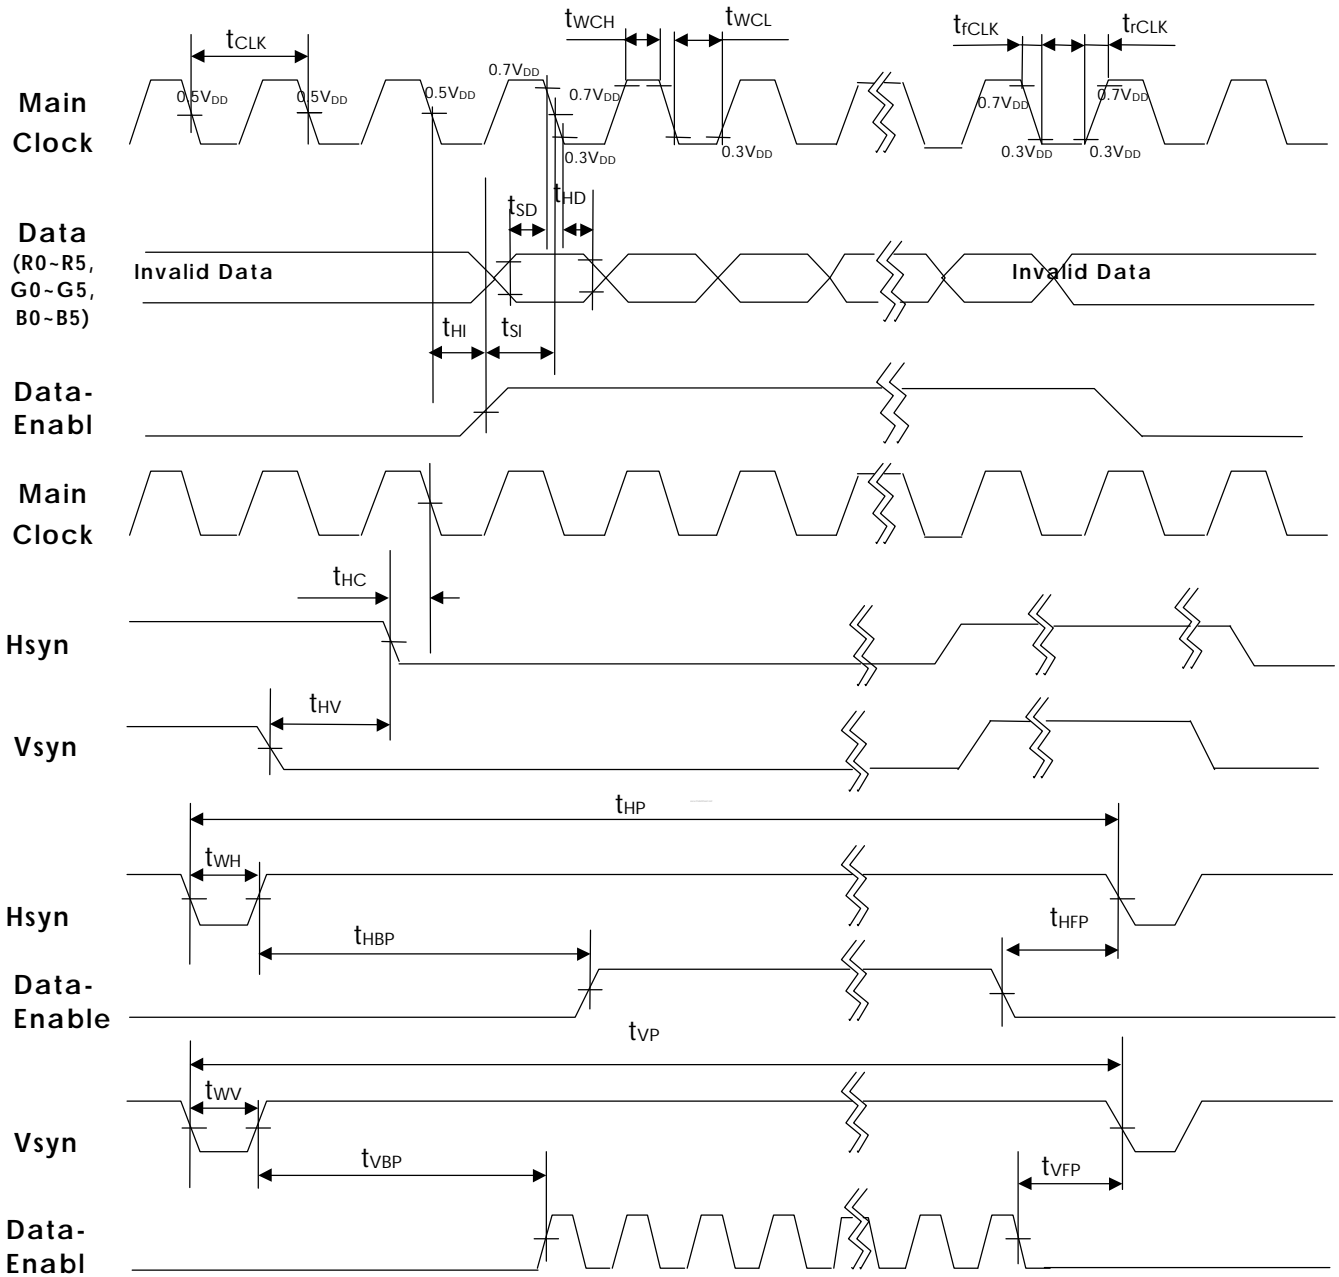 tCLK
tWCH
tWCL
tfCLK
trCLK
Main
Clock
0.5VDD
0.5VDD
0.5VDD
0.7VDD
0.7VDD
0.3VDD
0.3VDD
0.7VDD
0.7VDD
0.3VDD
0.3VDD
tSD
tHD
Data
(R0~R5,
G0~G5,
B0~B5)
Invalid Data
Invalid Data
tHI
tSI
Data-
Enabl
Main
Clock
tHC
Hsyn
tHV
Vsyn
tHP
tWH
Hsyn
tHBP
tHFP
Data-
Enable
tVP
tWV
Vsyn
tVBP
tVFP
Data-
Enabl